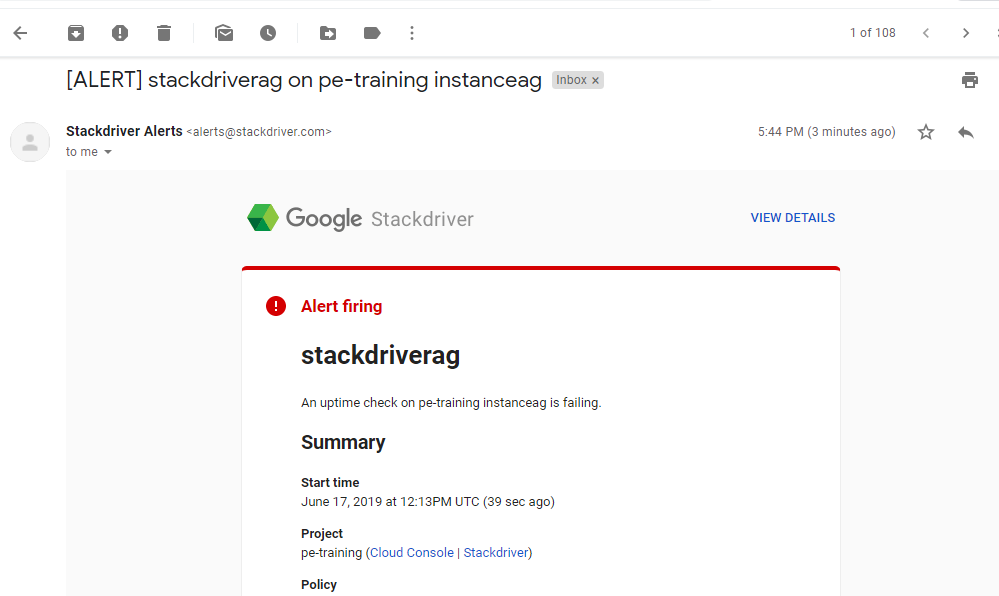 1 of 108
[ALERT] stackdriverag on pe-training instanceag Inbox ×
Stackdriver Alerts <alerts@stackdriver.com> 5:44 PM (3 minutes ago)
to me
Google Stackdriver VIEW DETAILS
Alert firing
stackdriverag
An uptime check on pe-training instanceag is failing.
Summary
Start time
June 17, 2019 at 12:13PM UTC (39 sec ago)
Project
pe-training (Cloud Console | Stackdriver)
Policy